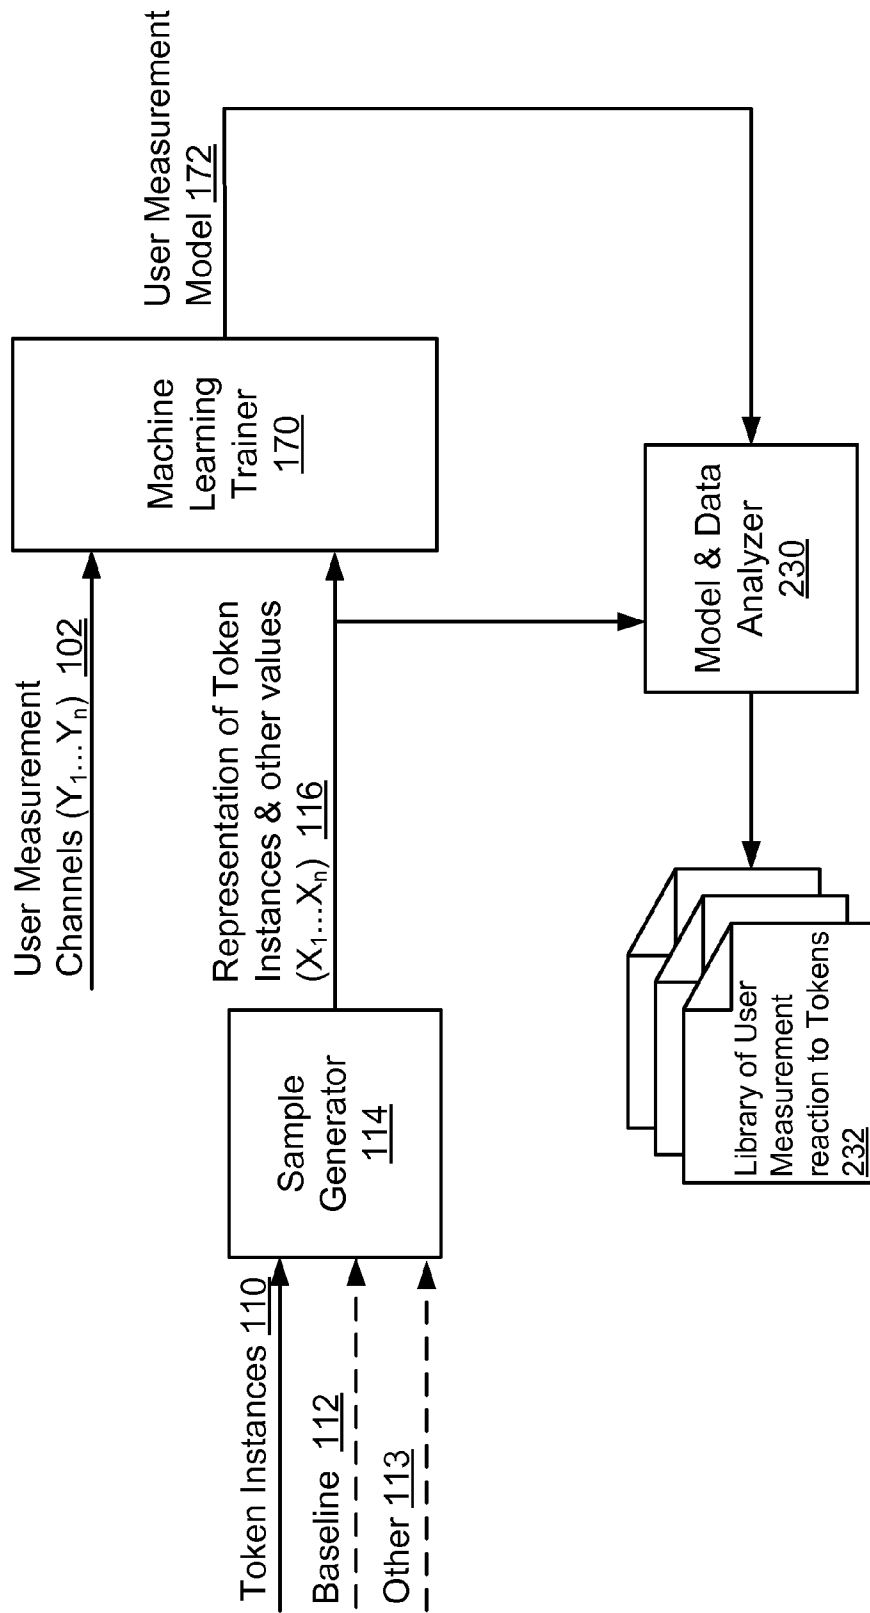 User Measurement
Channels (Y1...Yn) 102
Machine
Learning
Trainer
170
User Measurement
Model 172
Token Instances 110
Baseline 112
Other 113
Sample
Generator
114
Representation of Token
Instances & other values
(X1...Xn) 116
Model & Data
Analyzer
230
Library of User
Measurement
reaction to Tokens
232